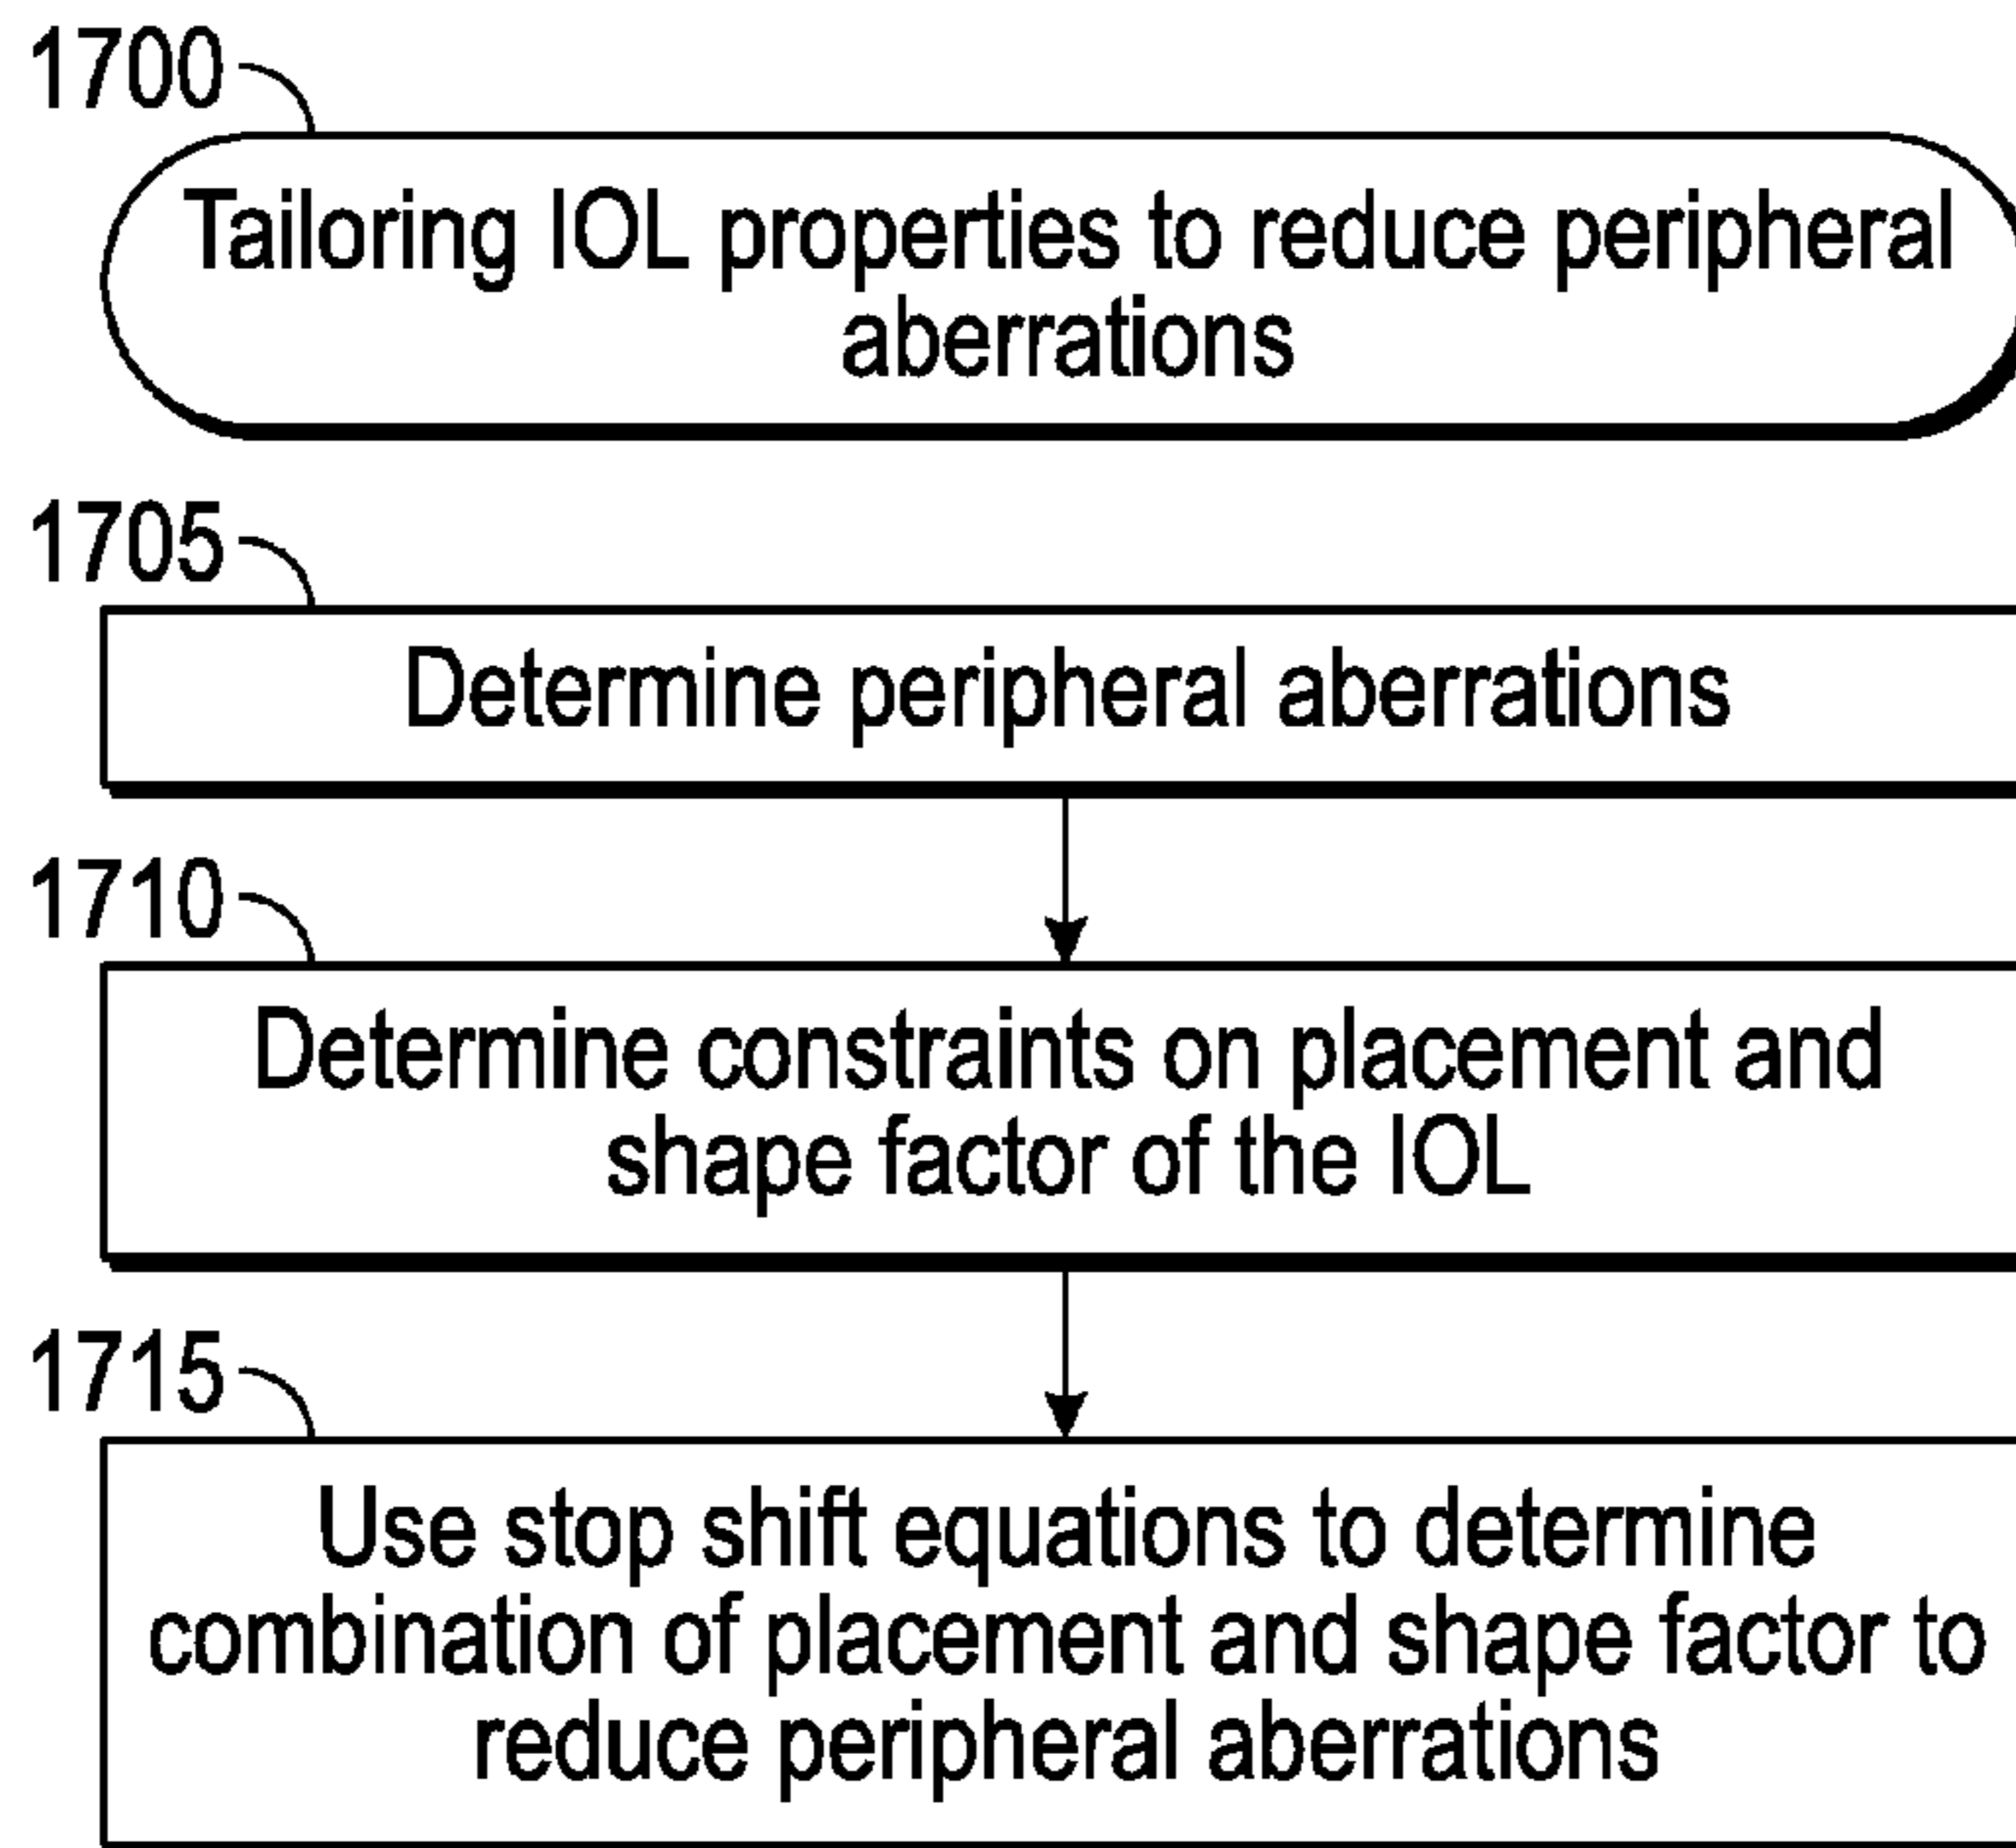 1700
Tailoring IOL properties to reduce peripheral
aberrations
1705
Determine peripheral aberrations
1710
Determine constraints on placement and
shape factor of the IOL
1715
Use stop shift equations to determine
combination of placement and shape factor to
reduce peripheral aberrations